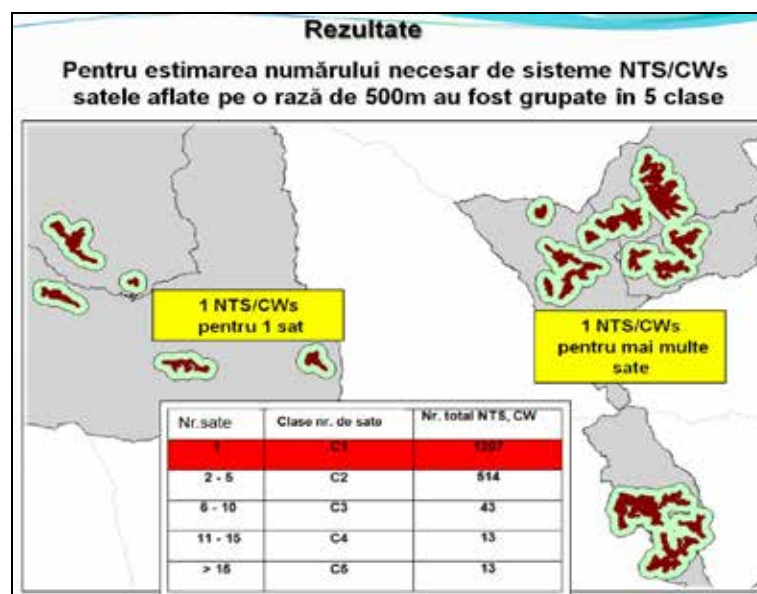 Rezultate
Pentru estimarea numărului necesar de sisteme NTS/CWs
satele aflate pe o rază de 500m au fost grupate în 5 clase
1 NTS/CWs
pentru 1 sat
1 NTS/CWs
pentru mai multe
sate
Nr.sate Clase nr. de sate Nr. total NTS, CW
1 C1
2 - 5 C2 514
6 - 10 C3 43
11 - 15 C4 13
> 15 C5 13